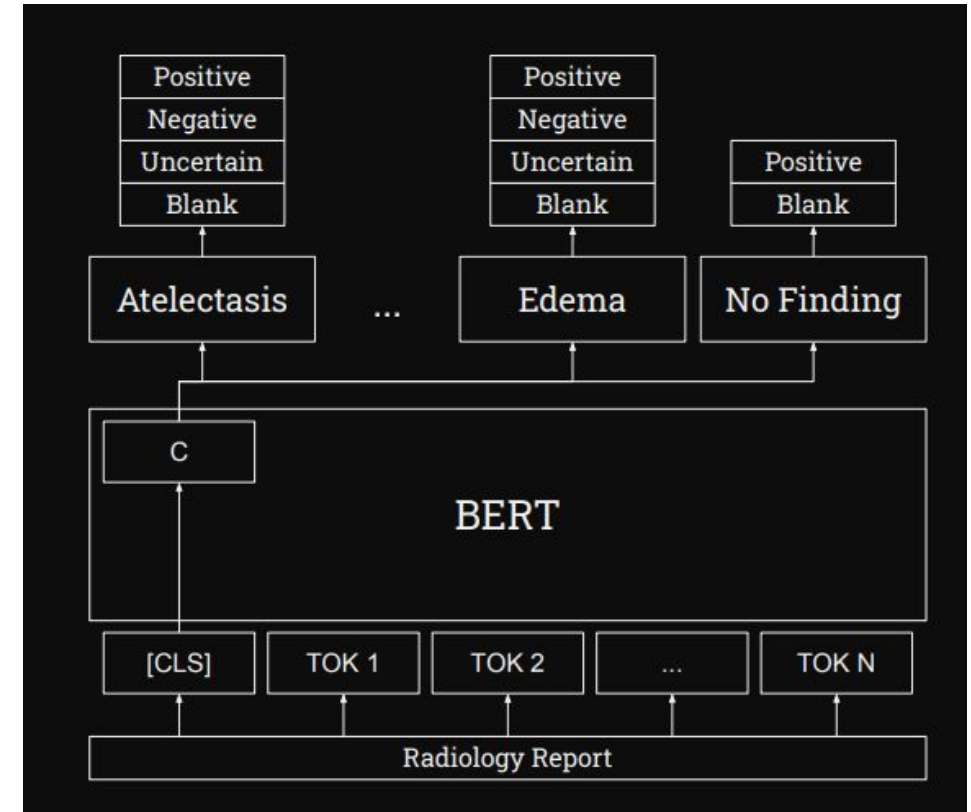 Positive Positive
Negative Negative
Uncertain Uncertain Positive
Blank Blank Blank
Atelectasis ... Edema No Finding
C
BERT
[CLS] TOK 1 TOK 2 ... TOK N
Radiology Report